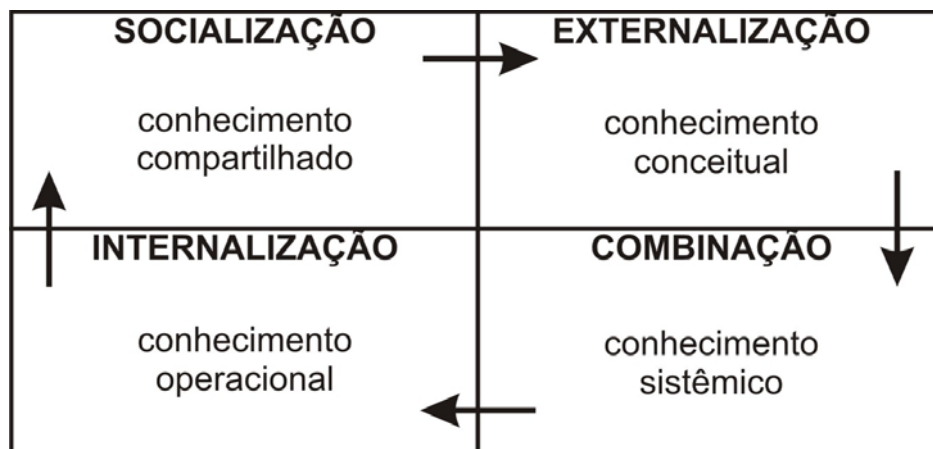 SOCIALIZAÇÃO
conhecimento
compartilhado
EXTERNALIZAÇÃO
conhecimento
conceitual
INTERNALIZAÇÃO
conhecimento
operacional
COMBINAÇÃO
conhecimento
sistêmico